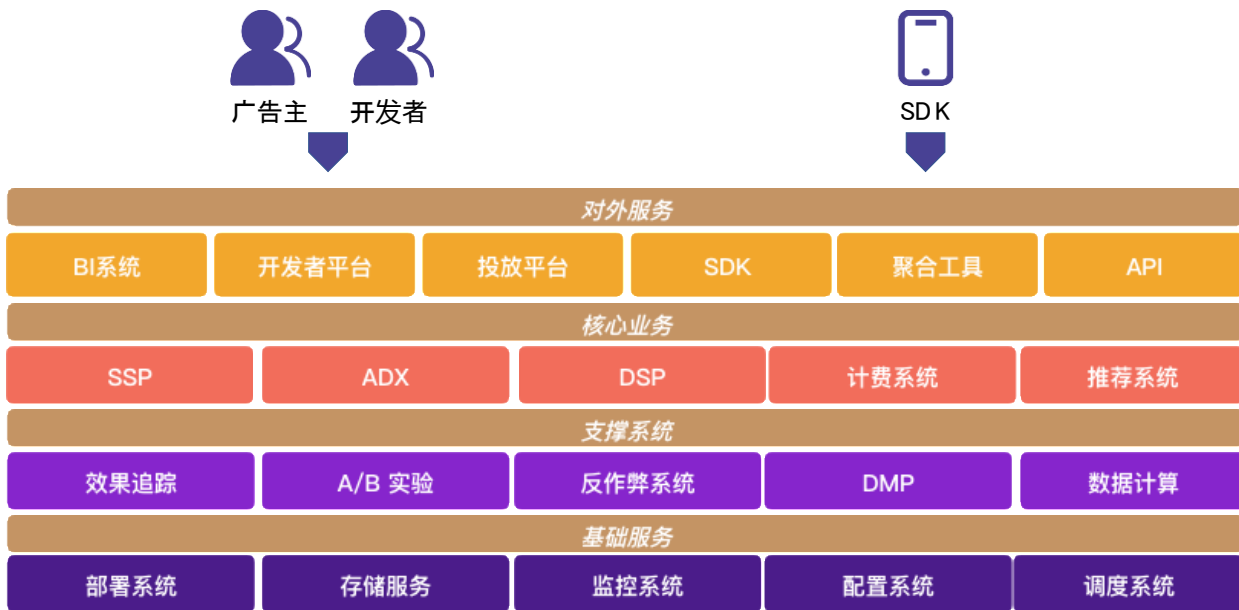 广告主 开发者 SDK
对外服务
BI系统 开发者平台 投放平台 SDK 聚合工具 API
核心业务
SSP ADX DSP 计费系统 推荐系统
支撑系统
效果追踪 A/B 实验 反作弊系统 DMP 数据计算
基础服务
部署系统 存储服务 监控系统 配置系统 调度系统